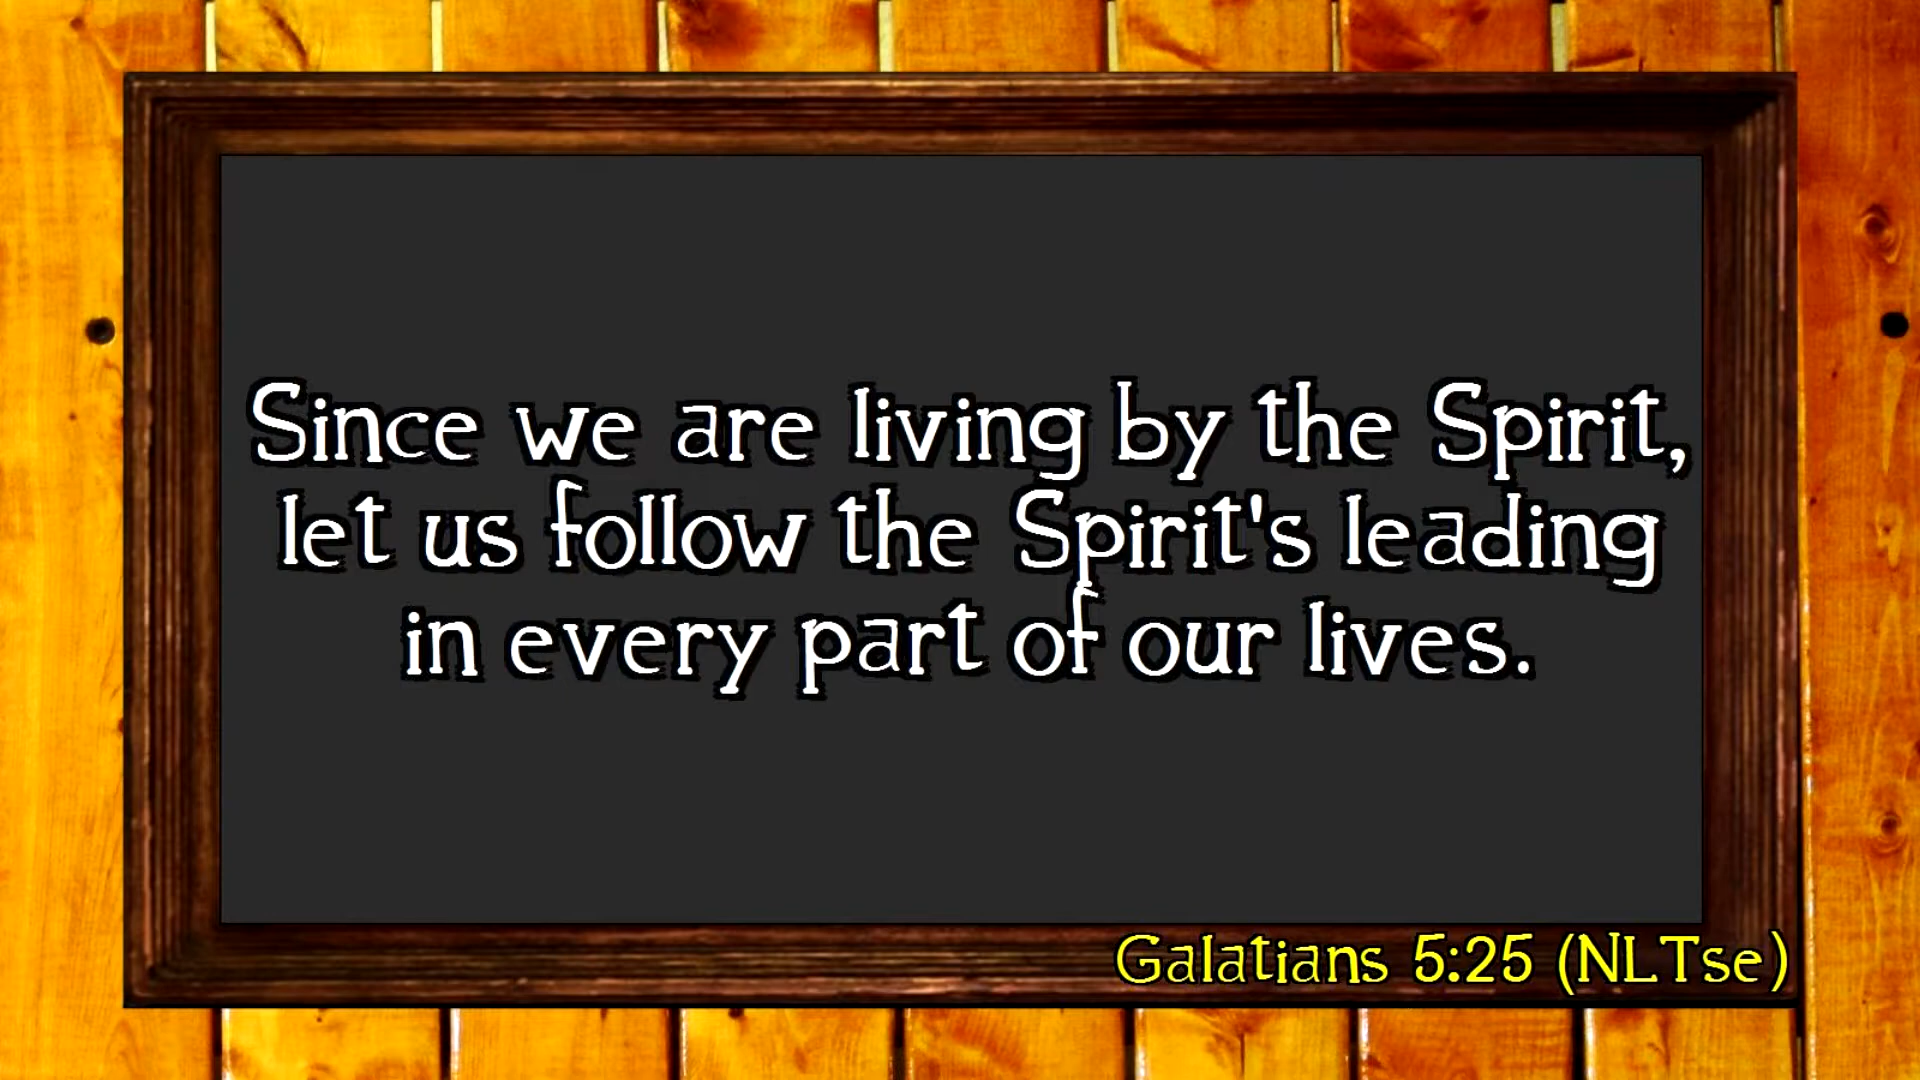 Since we are living by the Spirit,
let us follow the Spirit's leading
in every part of our lives.
Galatians 5:25 (NLTse)